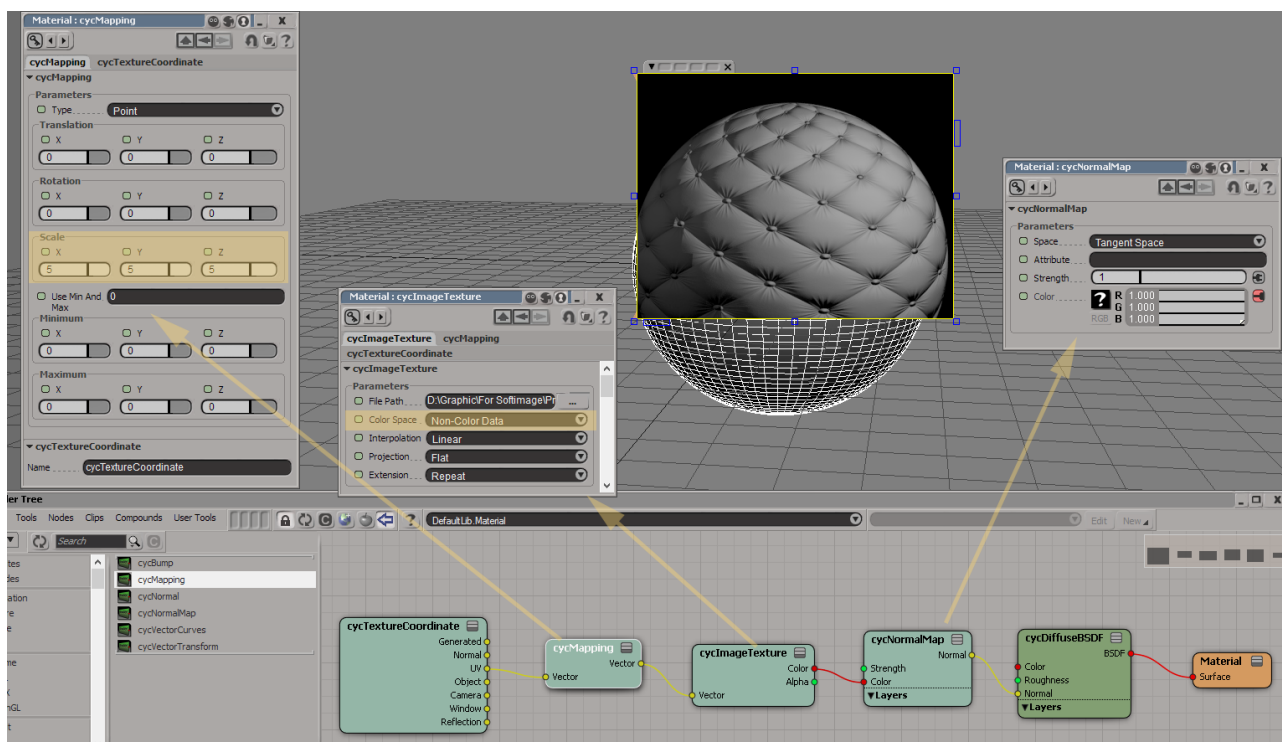 Material : cycMapping
cycMapping cycTextureCoordinate
cycMapping
Parameters
Type Point
Translation
X Y Z
0 0 0
Rotation
X Y Z
0 0 0
Scale
X Y Z
5 5 5
Use Min And Max 0
Minimum
X Y Z
0 0 0
Maximum
X Y Z
0 0 0
cycTextureCoordinate
Name cycTextureCoordinate
Material : cycImageTexture
cycImageTexture cycMapping
cycTextureCoordinate
cycImageTexture
Parameters
File Path D:\Graphic\For Softimage\Pr ...
Color Space Non-Color Data
Interpolation Linear
Projection Flat
Extension Repeat
Material : cycNormalMap
cycNormalMap
Parameters
Space Tangent Space
Attribute
Strength 1
Color R 1.000
G 1.000
RGB B 1.000
Tree
Tools Nodes Clips Compounds User Tools DefaultLib.Material Edit New
Search
cycBump
cycMapping
cycNormal
cycNormalMap
cycVectorCurves
cycVectorTransform
cycTextureCoordinate
Generated
Normal
UV
Object
Camera
Window
Reflection
cycMapping
Vector
Vector
cycImageTexture
Color
Alpha
Vector
cycNormalMap
Normal
Strength
Color
Layers
cycDiffuseBSDF
BSDF
Color
Roughness
Normal
Layers
Material
Surface